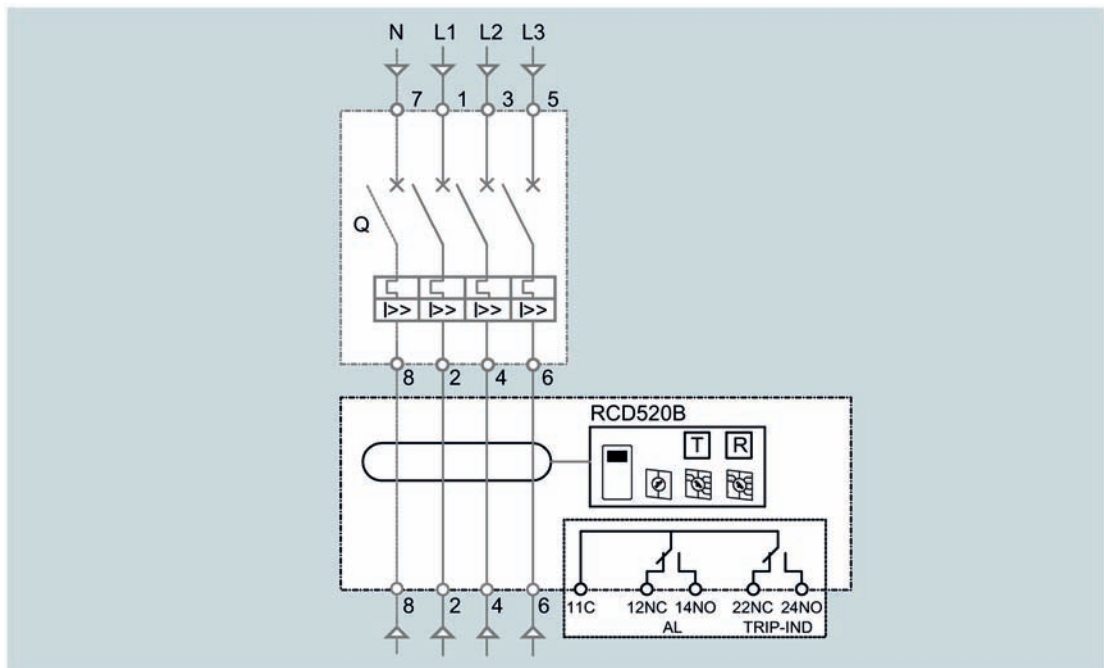 N L1 L2 L3
7 1 3 5
Q
I>> I>> I>> I>>
8 2 4 6
RCD520B
T R
8 2 4 6
11C 12NC 14NO 22NC 24NO
AL TRIP-IND